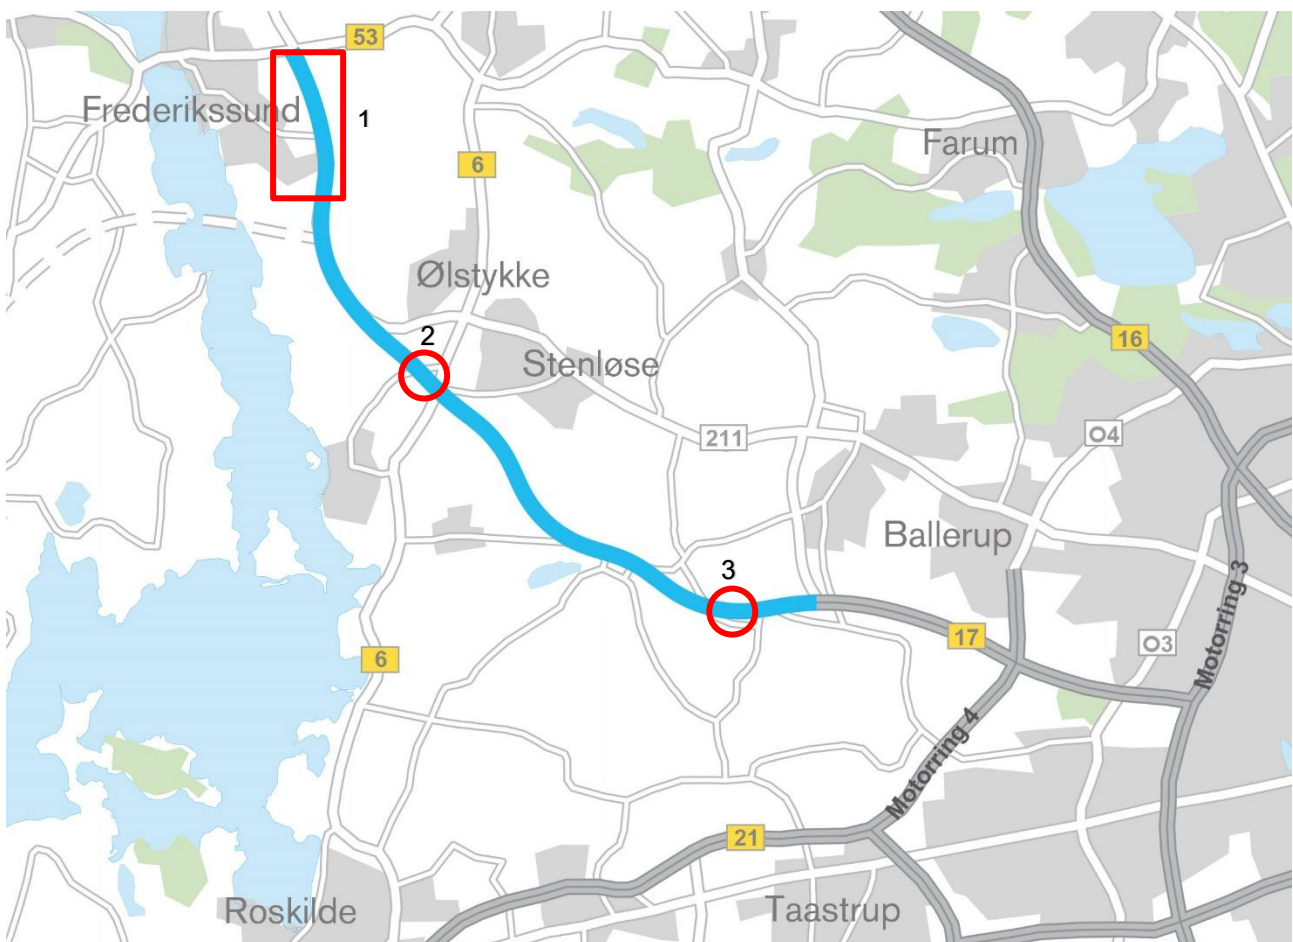 53
Frederikssund
1
Farum
6
Ølstykke
2
16
Stenløse
211
O4
Ballerup
3
Motorring 3
17
O3
6
Motorring 4
21
Roskilde
Taastrup